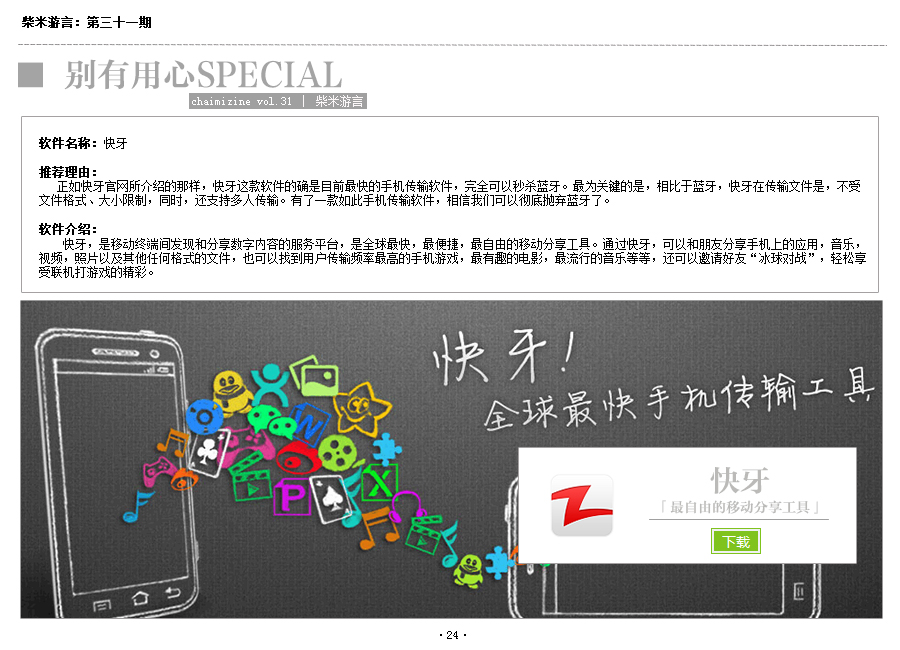 柴米游言：第三十一期
别有用心SPECIAL
chaimizine vol.31 | 柴米游言
软件名称：快牙
推荐理由：
正如快牙官网所介绍的那样，快牙这款软件的确是目前最快的手机传输软件，完全可以秒杀蓝牙。最为关键的是，相比于蓝牙，快牙在传输文件是，不受
文件格式、大小限制，同时，还支持多人传输。有了一款如此手机传输软件，相信我们可以彻底抛弃蓝牙了。
软件介绍：
快牙，是移动终端间发现和分享数字内容的服务平台，是全球最快，最便捷，最自由的移动分享工具。通过快牙，可以和朋友分享手机上的应用，音乐，
视频，照片以及其他任何格式的文件，也可以找到用户传输频率最高的手机游戏，最有趣的电影，最流行的音乐等等，还可以邀请好友“冰球对战”，轻松享
受联机打游戏的精彩。
快牙！
全球最快手机传输工具
W
P
X
快牙
「最自由的移动分享工具」
下载
·24·